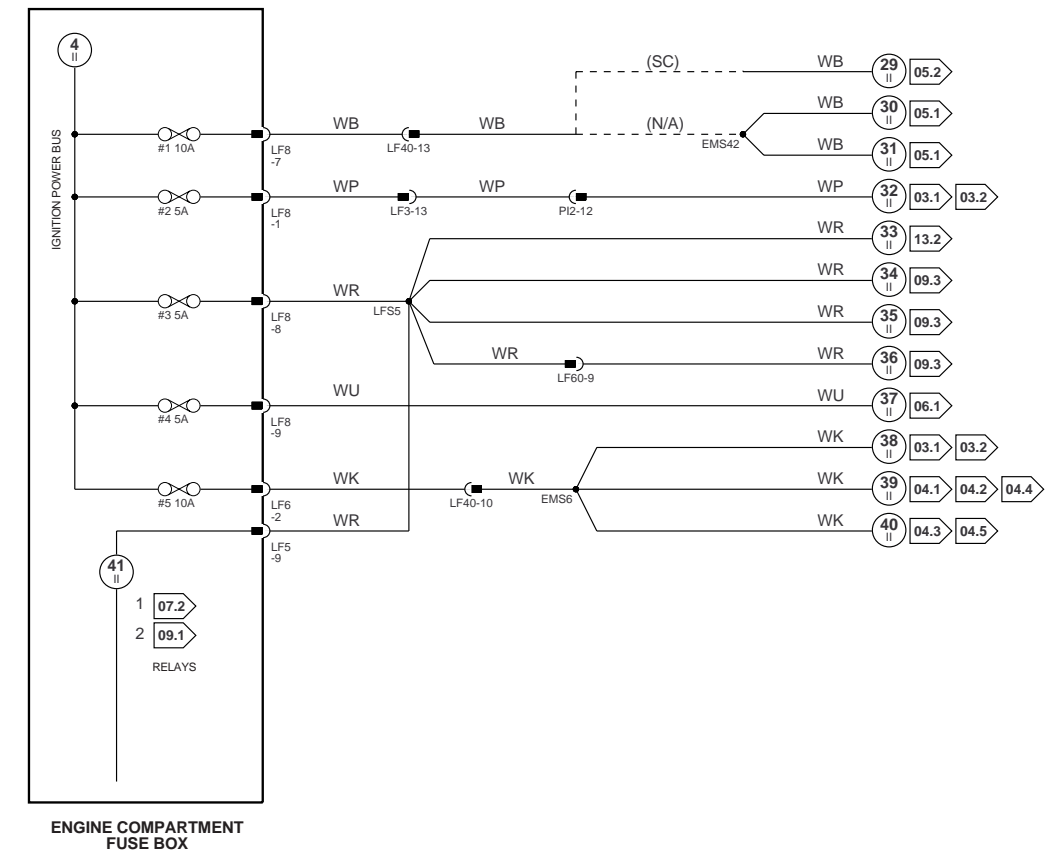 4
II
IGNITION POWER BUS
(SC) WB 29 II 05.2
WB 30 II 05.1
WB WB (N/A)
#1 10A LF8 -7 LF40-13 EMS42
WB 31 II 05.1
WP WP WP 32 II 03.1 03.2
#2 5A LF8 -1 LF3-13 PI2-12
WR 33 II 13.2
WR 34 II 09.3
WR
#3 5A LF8 -8 LFS5
WR 35 II 09.3
WR WR 36 II 09.3
LF60-9
WU WU 37 II 06.1
#4 5A LF8 -9
WK 38 II 03.1 03.2
WK WK WK 39 II 04.1 04.2 04.4
#5 10A LF6 -2 LF40-10 EMS6
WR WK 40 II 04.3 04.5
LF5 -9
41
II
1 07.2
2 09.1
RELAYS
ENGINE COMPARTMENT
FUSE BOX